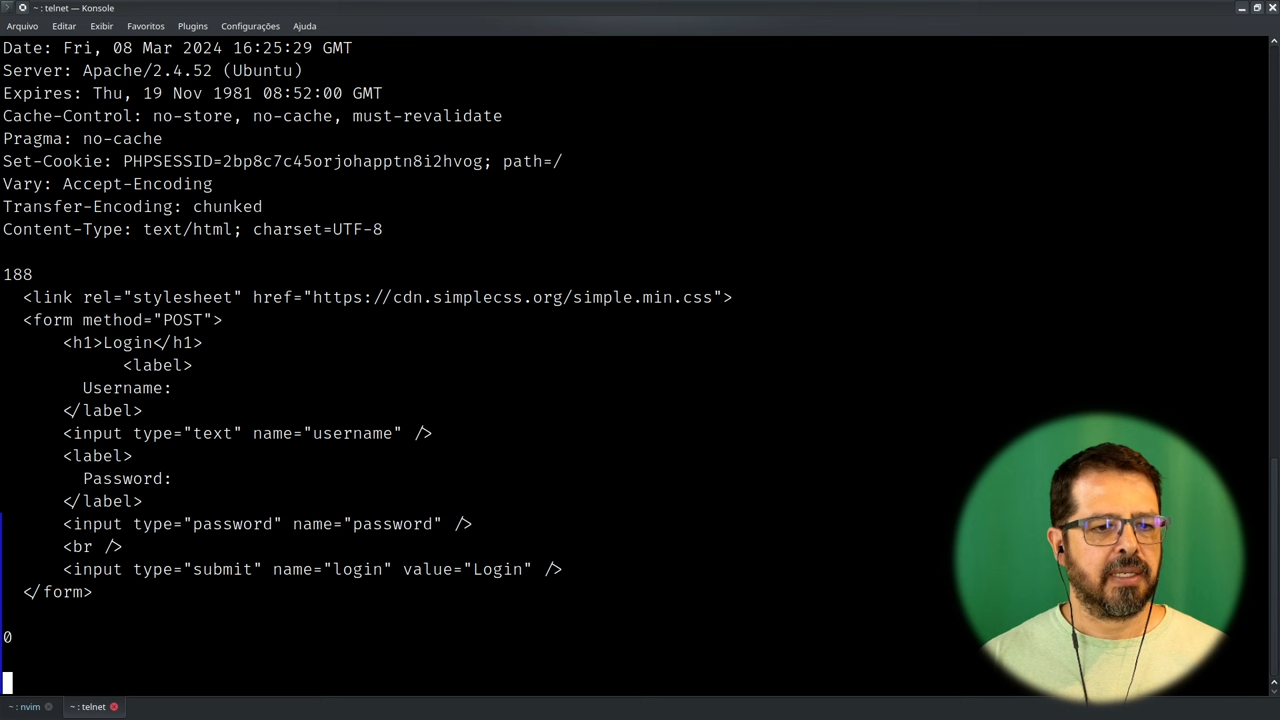 ~ : telnet — Konsole
Arquivo Editar Exibir Favoritos Plugins Configurações Ajuda
Date: Fri, 08 Mar 2024 16:25:29 GMT
Server: Apache/2.4.52 (Ubuntu)
Expires: Thu, 19 Nov 1981 08:52:00 GMT
Cache-Control: no-store, no-cache, must-revalidate
Pragma: no-cache
Set-Cookie: PHPSESSID=2bp8c7c45orjohapptn8i2hvog; path=/
Vary: Accept-Encoding
Transfer-Encoding: chunked
Content-Type: text/html; charset=UTF-8
188
<link rel="stylesheet" href="https://cdn.simplecss.org/simple.min.css">
<form method="POST">
<h1>Login</h1>
<label>
Username:
</label>
<input type="text" name="username" />
<label>
Password:
</label>
<input type="password" name="password" />
<br />
<input type="submit" name="login" value="Login" />
</form>
0
~ : nvim ~ : telnet